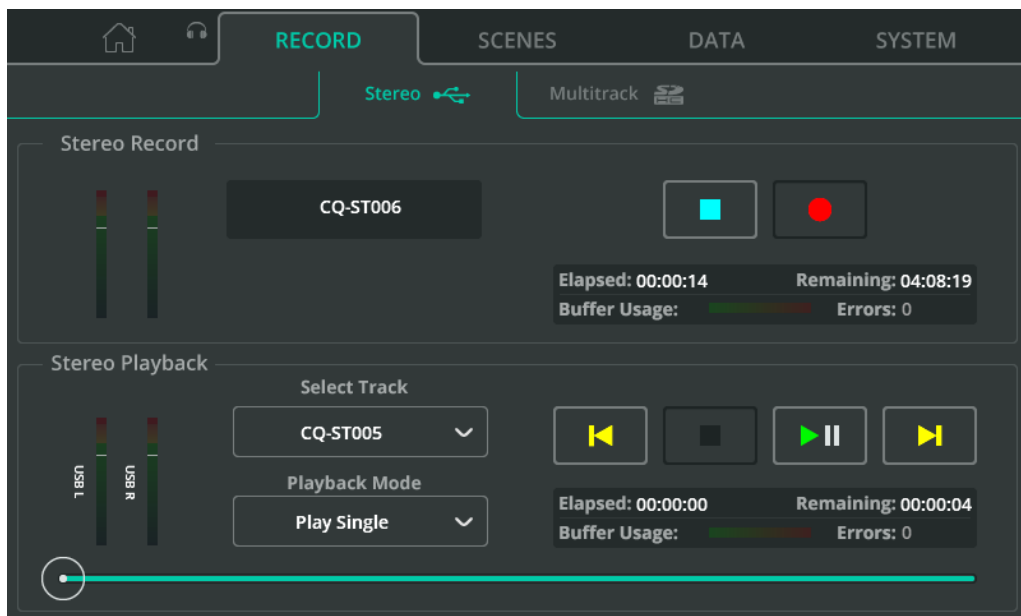 RECORD SCENES DATA SYSTEM
Stereo Multitrack SD HC
Stereo Record
CQ-ST006
Elapsed: 00:00:14 Remaining: 04:08:19
Buffer Usage: Errors: 0
Stereo Playback
Select Track
CQ-ST005
USB L USB R
Playback Mode
Play Single
Elapsed: 00:00:00 Remaining: 00:00:04
Buffer Usage: Errors: 0